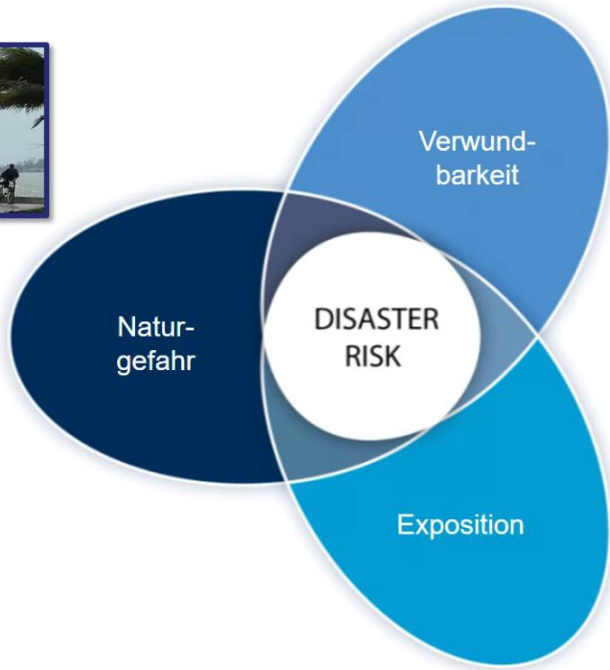 Verwund-
barkeit
Natur-
gefahr
DISASTER
RISK
Exposition